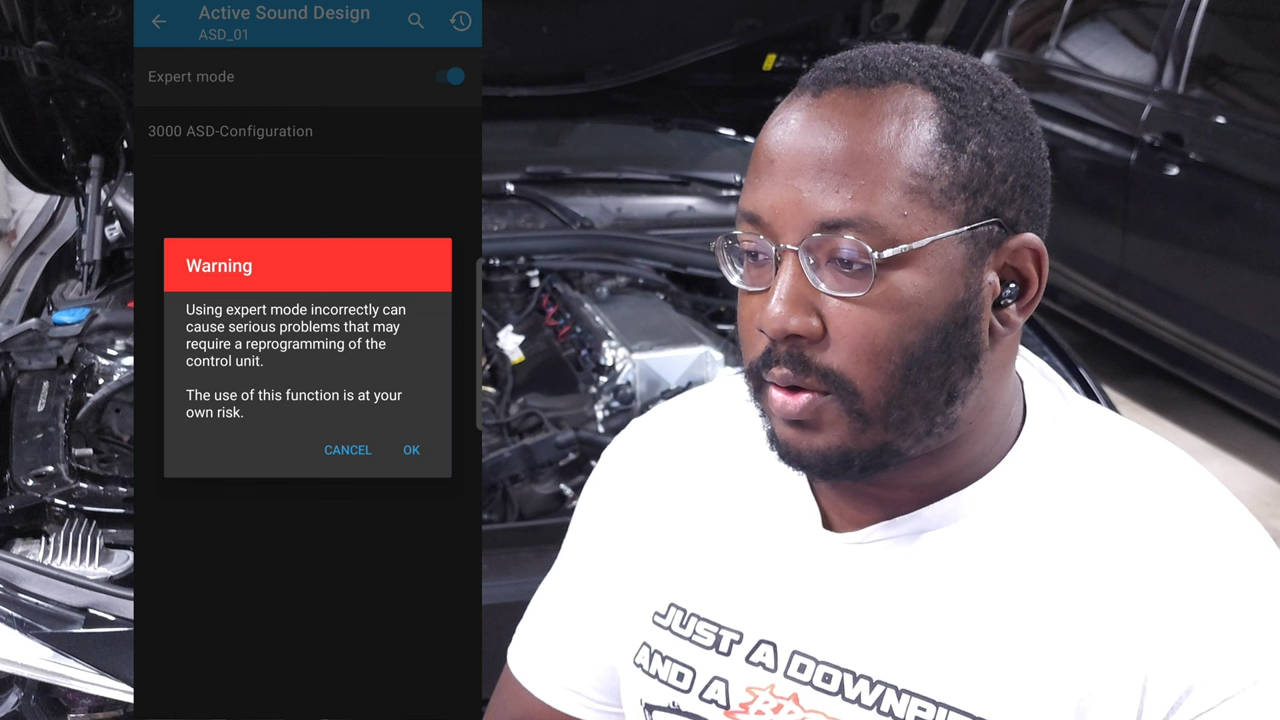 Active Sound Design
ASD_01
Expert mode
3000 ASD-Configuration
Warning
Using expert mode incorrectly can
cause serious problems that may
require a reprogramming of the
control unit.
The use of this function is at your
own risk.
CANCEL
OK
JUST A
AND A